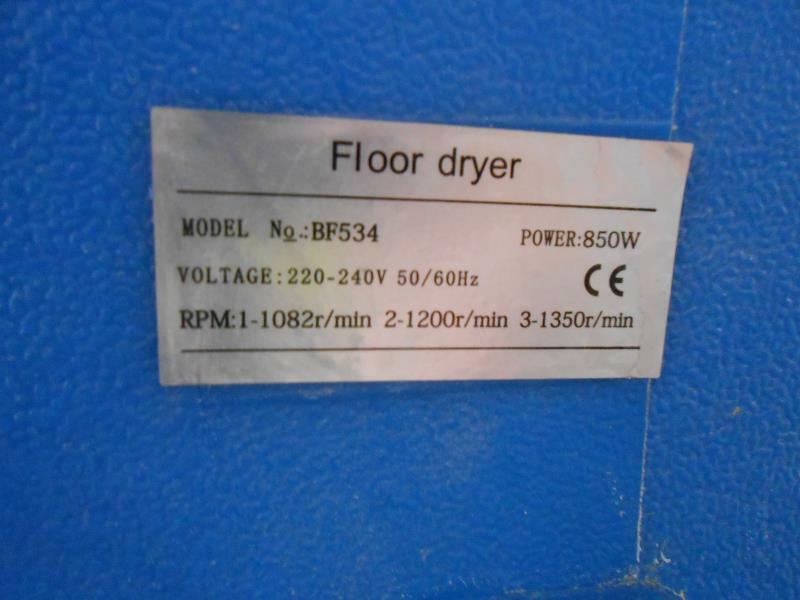 Floor dryer
MODEL No.:BF534 POWER:850W
VOLTAGE:220-240V 50/60Hz CE
RPM:1-1082r/min 2-1200r/min 3-1350r/min